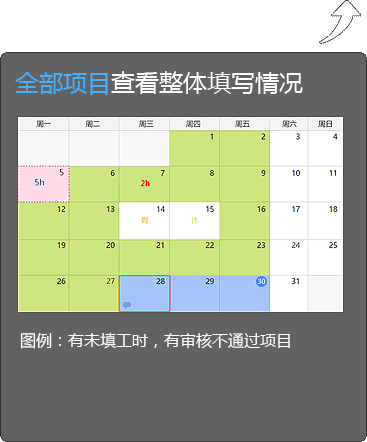 全部项目查看整体填写情况
周一 周二 周三 周四 周五 周六 周日
1 2 3 4
5 6 7 8 9 10 11
5h 2h
12 13 14 15 16 17 18
假 休
19 20 21 22 23 24 25
26 27 28 29 30 31
图例：有未填工时，有审核不通过项目